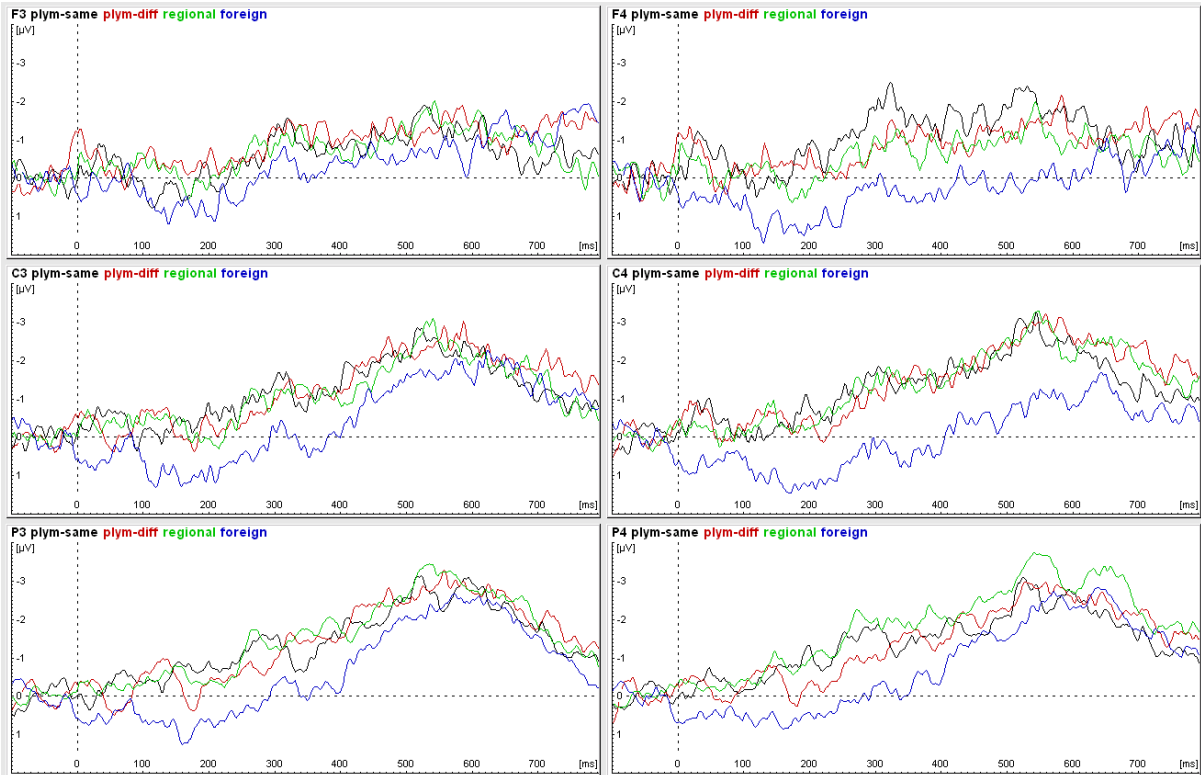 F3 plym-same plym-diff regional foreign
[µV]
-3
-2
-1
0
1
0 100 200 300 400 500 600 700 [ms]
F4 plym-same plym-diff regional foreign
[µV]
-3
-2
-1
0
1
0 100 200 300 400 500 600 700 [ms]
C3 plym-same plym-diff regional foreign
[µV]
-3
-2
-1
0
1
0 100 200 300 400 500 600 700 [ms]
C4 plym-same plym-diff regional foreign
[µV]
-3
-2
-1
0
1
0 100 200 300 400 500 600 700 [ms]
P3 plym-same plym-diff regional foreign
[µV]
-3
-2
-1
0
1
0 100 200 300 400 500 600 700 [ms]
P4 plym-same plym-diff regional foreign
[µV]
-3
-2
-1
0
1
0 100 200 300 400 500 600 700 [ms]